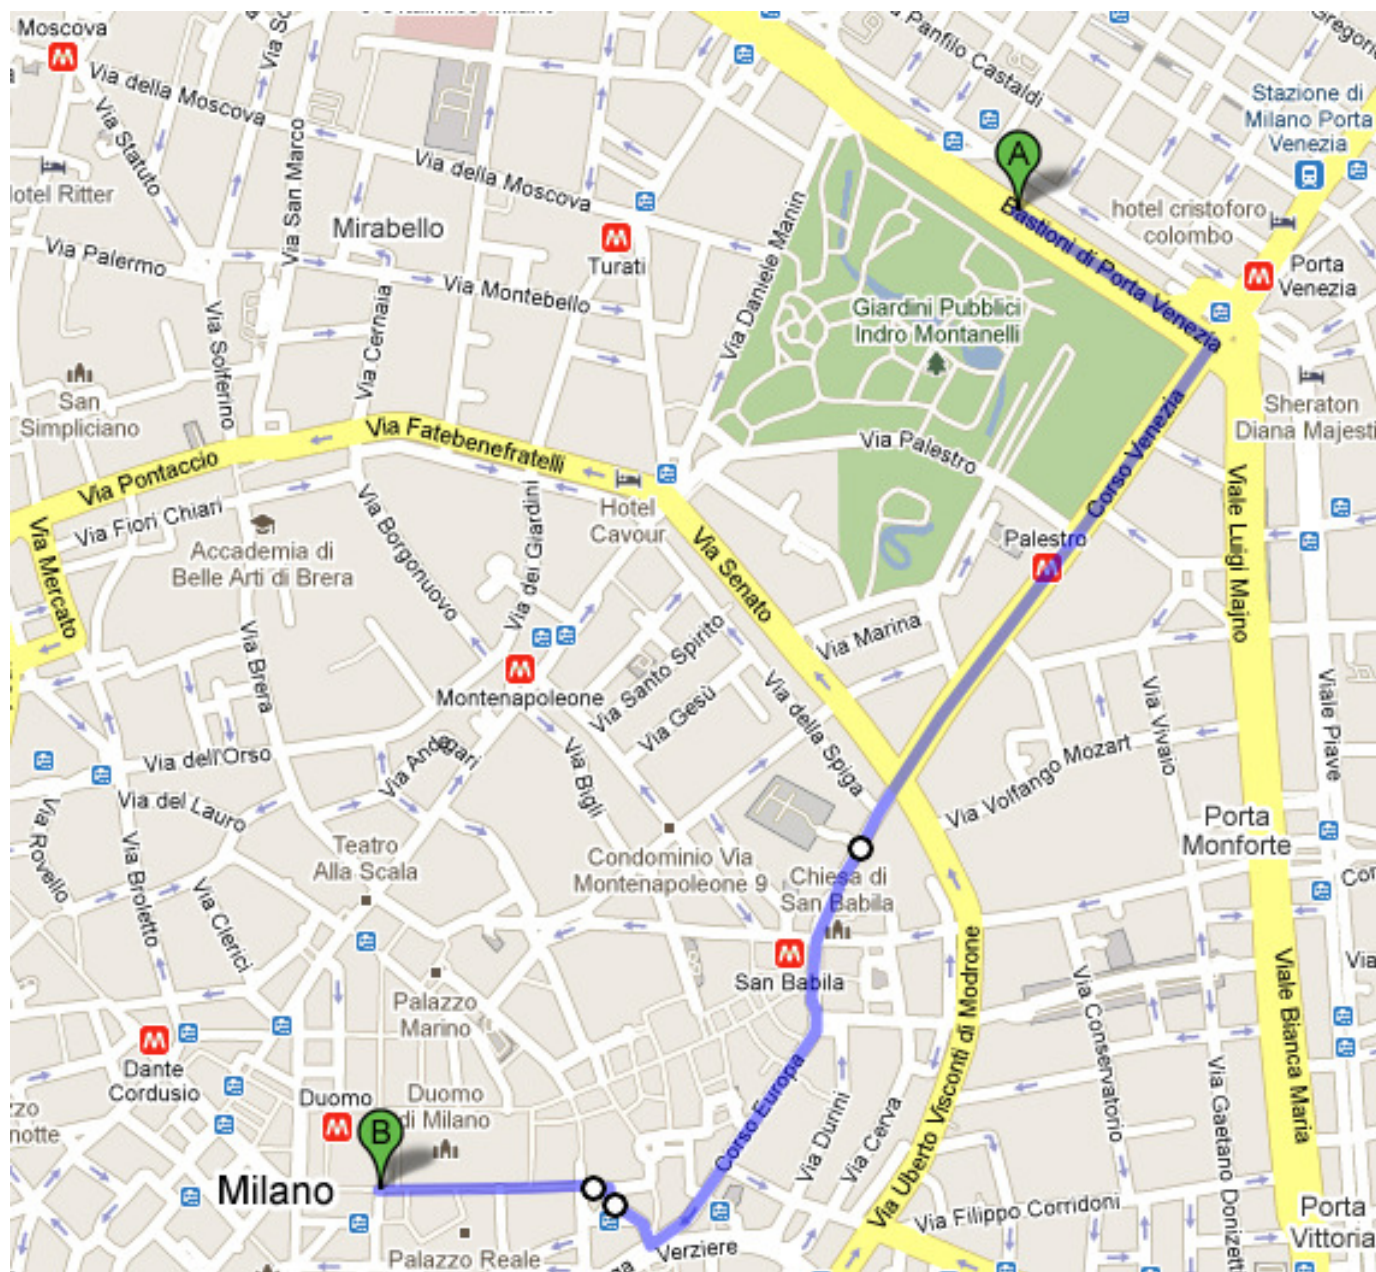 Moscova
Via della Moscova
Via Statuto
Via San Marco
Via Panfilo Castaldi
Stazione di
Milano Porta
Venezia
A
Hotel Ritter
Via della Moscova
Mirabello
Turati
Via Palermo
Via Montebello
Via Daniele Manin
Bastioni di Porta Venezia
hotel cristoforo
colombo
Porta
Venezia
Giardini Pubblici
Indro Montanelli
Via Solferino
Via Cernaia
San
Simpliciano
Sheraton
Diana Majesti
Via Fatebenefratelli
Via Pontaccio
Via Palestro
Corso Venezia
Viale Luigi Majno
Via Fiori Chiari
Via Mercato
Accademia di
Belle Arti di Brera
Via Borgonuovo
Via dei Giardini
Hotel
Cavour
Via Senato
Palestro
Via Brera
Montenapoleone
Via Santo Spirito
Via Gesù
Via della Spiga
Via Marina
Via Vivaio
Viale Piave
Via dell'Orso
Via Andegari
Via Bigli
Via Volfango Mozart
Via del Lauro
Via Rovello
Via Broletto
Via Clerici
Teatro
Alla Scala
Condominio Via
Montenapoleone 9
Chiesa di
San Babila
Porta
Monforte
San Babila
Palazzo
Marino
Via Uberto Visconti di Modrone
Via Conservatorio
Viale Bianca Maria
Via
Dante
Cordusio
Duomo
Duomo
di Milano
B
Corso Europa
Via Durini
Via Cerva
Via Gaetano Donizett
Milano
Palazzo Reale
Verziere
Via Filippo Corridoni
Porta
Vittoria